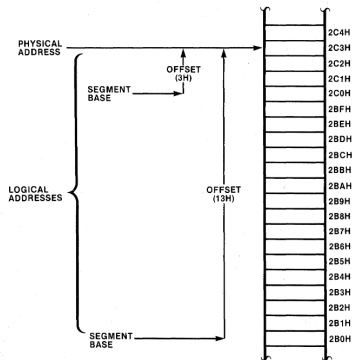 PHYSICAL
ADDRESS
OFFSET
(3H)
SEGMENT
BASE
LOGICAL
ADDRESSES
OFFSET
(13H)
SEGMENT
BASE
2C4H
2C3H
2C2H
2C1H
2C0H
2BFH
2BEH
2BDH
2BCH
2BBH
2BAH
2B9H
2B8H
2B7H
2B6H
2B5H
2B4H
2B3H
2B2H
2B1H
2B0H